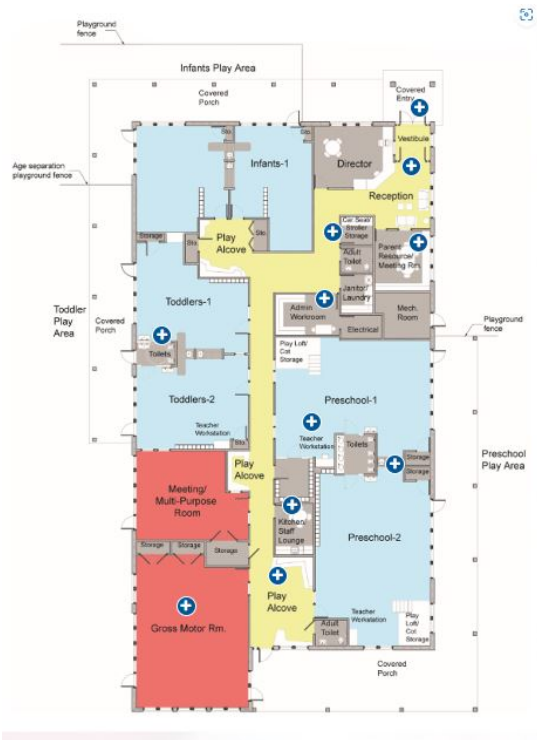 Playground
fence
Infants Play Area
Covered
Porch
Covered
Entry
Sto.
Sto.
Vestibule
Infants-1
Director
Age separation
playground fence
Reception
Car Seat/
Stroller
Storage
Storage
Sto.
Play
Alcove
Sto.
Adult
Toilet
Parent
Resource/
Meeting Rm.
Janitor/
Laundry
Toddlers-1
Toddler
Play
Area
Covered
Porch
Admin
Workroom
Mech.
Room
Electrical
Playground
fence
Toilets
Play Loft/
Cot
Storage
Toddlers-2
Preschool-1
Teacher
Workstation
Sto.
Teacher
Workstation
Toilets
Storage
Storage
Preschool
Play Area
Play
Alcove
Meeting/
Multi-Purpose
Room
Kitchen/
Staff
Lounge
Preschool-2
Storage
Storage
Storage
Play
Alcove
Gross Motor Rm.
Teacher
Workstation
Adult
Toilet
Play
Loft/
Cot
Storage
Covered
Porch